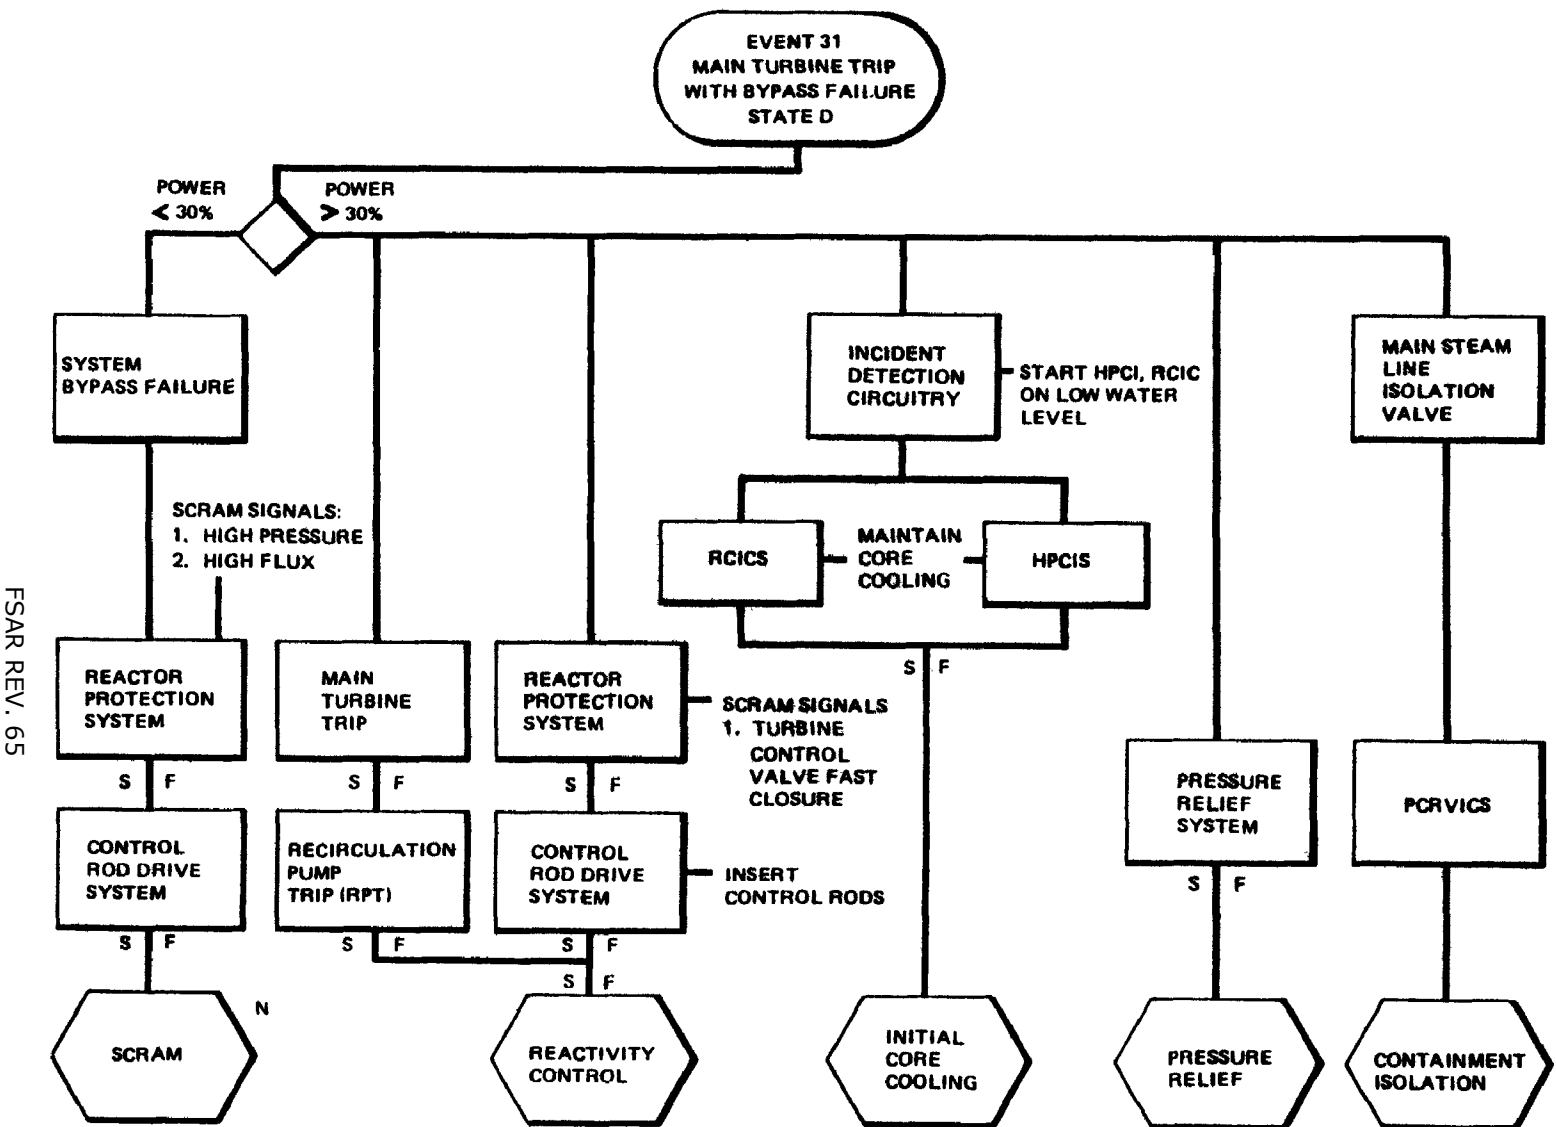 EVENT 31
MAIN TURBINE TRIP
WITH BYPASS FAILURE
STATE D
POWER
< 30%
POWER
> 30%
SYSTEM
BYPASS FAILURE
INCIDENT
DETECTION
CIRCUITRY
START HPCI, RCIC
ON LOW WATER
LEVEL
MAIN STEAM
LINE
ISOLATION
VALVE
SCRAM SIGNALS:
1. HIGH PRESSURE
2. HIGH FLUX
RCICS
MAINTAIN
CORE
COOLING
HPCIS
S F
REACTOR
PROTECTION
SYSTEM
MAIN
TURBINE
TRIP
REACTOR
PROTECTION
SYSTEM
SCRAM SIGNALS
1. TURBINE
CONTROL
VALVE FAST
CLOSURE
S F
S F
S F
PRESSURE
RELIEF
SYSTEM
PCRVICS
CONTROL
ROD DRIVE
SYSTEM
RECIRCULATION
PUMP
TRIP (RPT)
CONTROL
ROD DRIVE
SYSTEM
INSERT
CONTROL RODS
S F
S F
S F
S F
S F
N
SCRAM
REACTIVITY
CONTROL
INITIAL
CORE
COOLING
PRESSURE
RELIEF
CONTAINMENT
ISOLATION
FSAR REV. 65